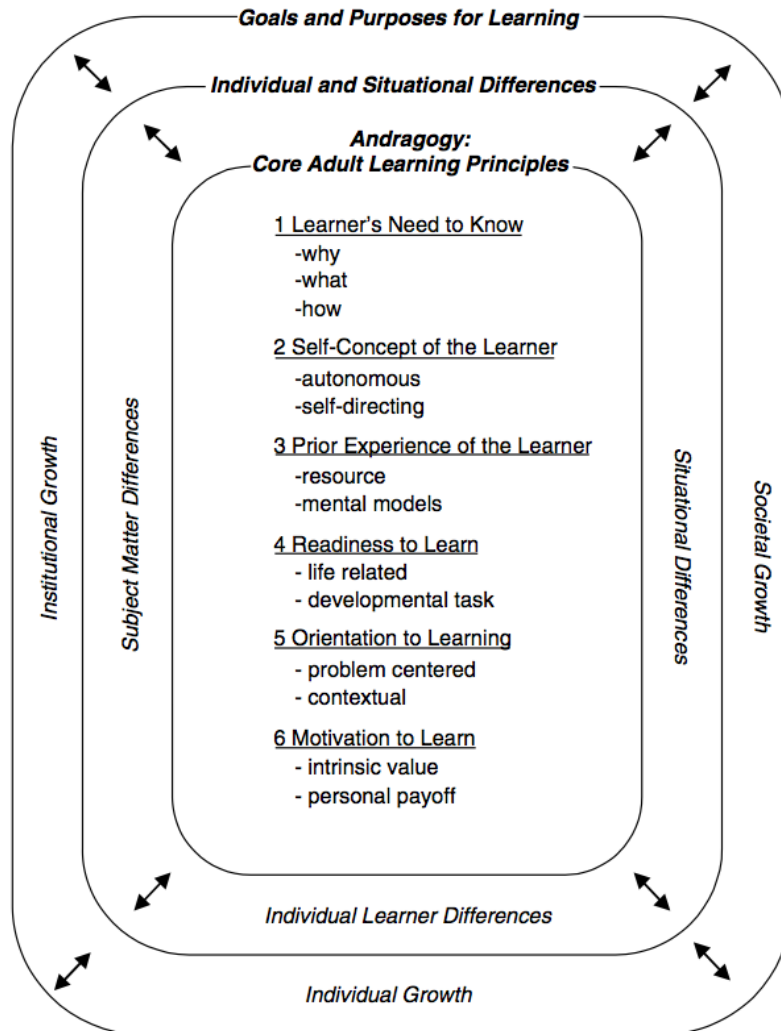 Goals and Purposes for Learning
Individual and Situational Differences
Andragogy:
Core Adult Learning Principles
1 Learner's Need to Know
-why
-what
-how
2 Self-Concept of the Learner
-autonomous
-self-directing
3 Prior Experience of the Learner
-resource
-mental models
4 Readiness to Learn
- life related
- developmental task
5 Orientation to Learning
- problem centered
- contextual
6 Motivation to Learn
- intrinsic value
- personal payoff
Institutional Growth
Subject Matter Differences
Situational Differences
Societal Growth
Individual Learner Differences
Individual Growth